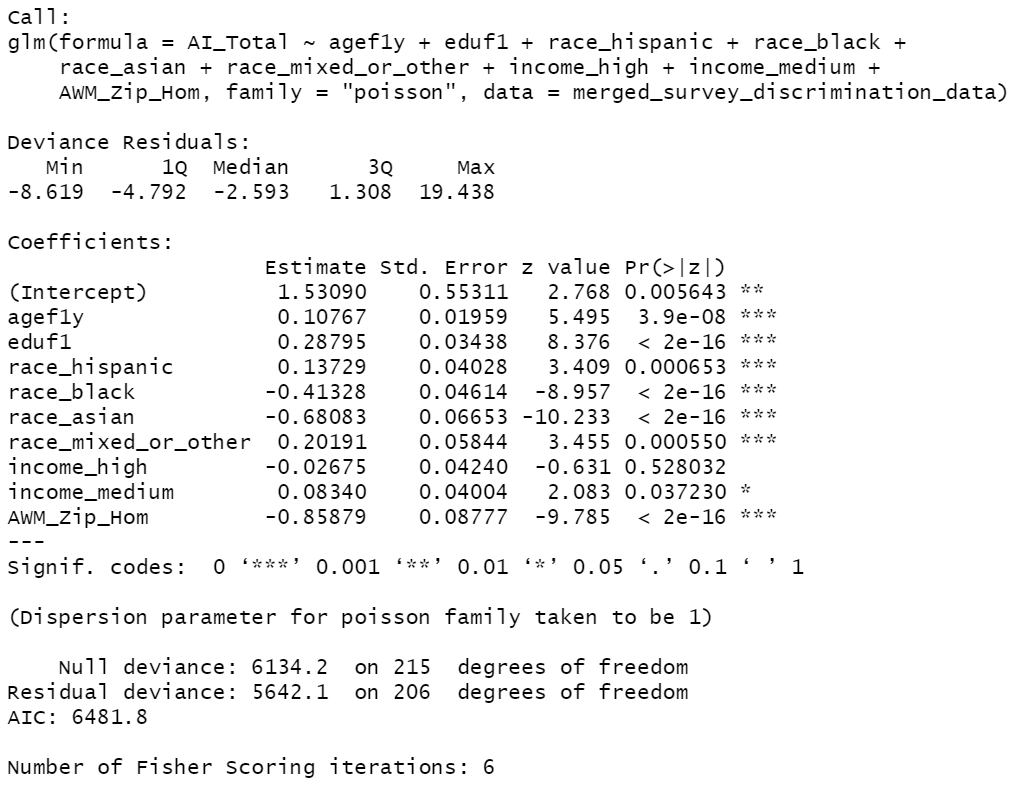 Call:
glm(formula = AI_Total ~ agef1y + eduf1 + race_hispanic + race_black +
    race_asian + race_mixed_or_other + income_high + income_medium +
    AWM_Zip_Hom, family = "poisson", data = merged_survey_discrimination_data)

Deviance Residuals:
   Min      1Q  Median      3Q     Max
-8.619  -4.792  -2.593   1.308  19.438

Coefficients:
                    Estimate Std. Error z value Pr(>|z|)
(Intercept)          1.53090    0.55311   2.768 0.005643 **
agef1y               0.10767    0.01959   5.495  3.9e-08 ***
eduf1                0.28795    0.03438   8.376  < 2e-16 ***
race_hispanic        0.13729    0.04028   3.409 0.000653 ***
race_black          -0.41328    0.04614  -8.957  < 2e-16 ***
race_asian          -0.68083    0.06653 -10.233  < 2e-16 ***
race_mixed_or_other  0.20191    0.05844   3.455 0.000550 ***
income_high         -0.02675    0.04240  -0.631 0.528032
income_medium        0.08340    0.04004   2.083 0.037230 *
AWM_Zip_Hom         -0.85879    0.08777  -9.785  < 2e-16 ***
---
Signif. codes:  0 ‘***’ 0.001 ‘**’ 0.01 ‘*’ 0.05 ‘.’ 0.1 ‘ ’ 1

(Dispersion parameter for poisson family taken to be 1)

    Null deviance: 6134.2  on 215  degrees of freedom
Residual deviance: 5642.1  on 206  degrees of freedom
AIC: 6481.8

Number of Fisher Scoring iterations: 6